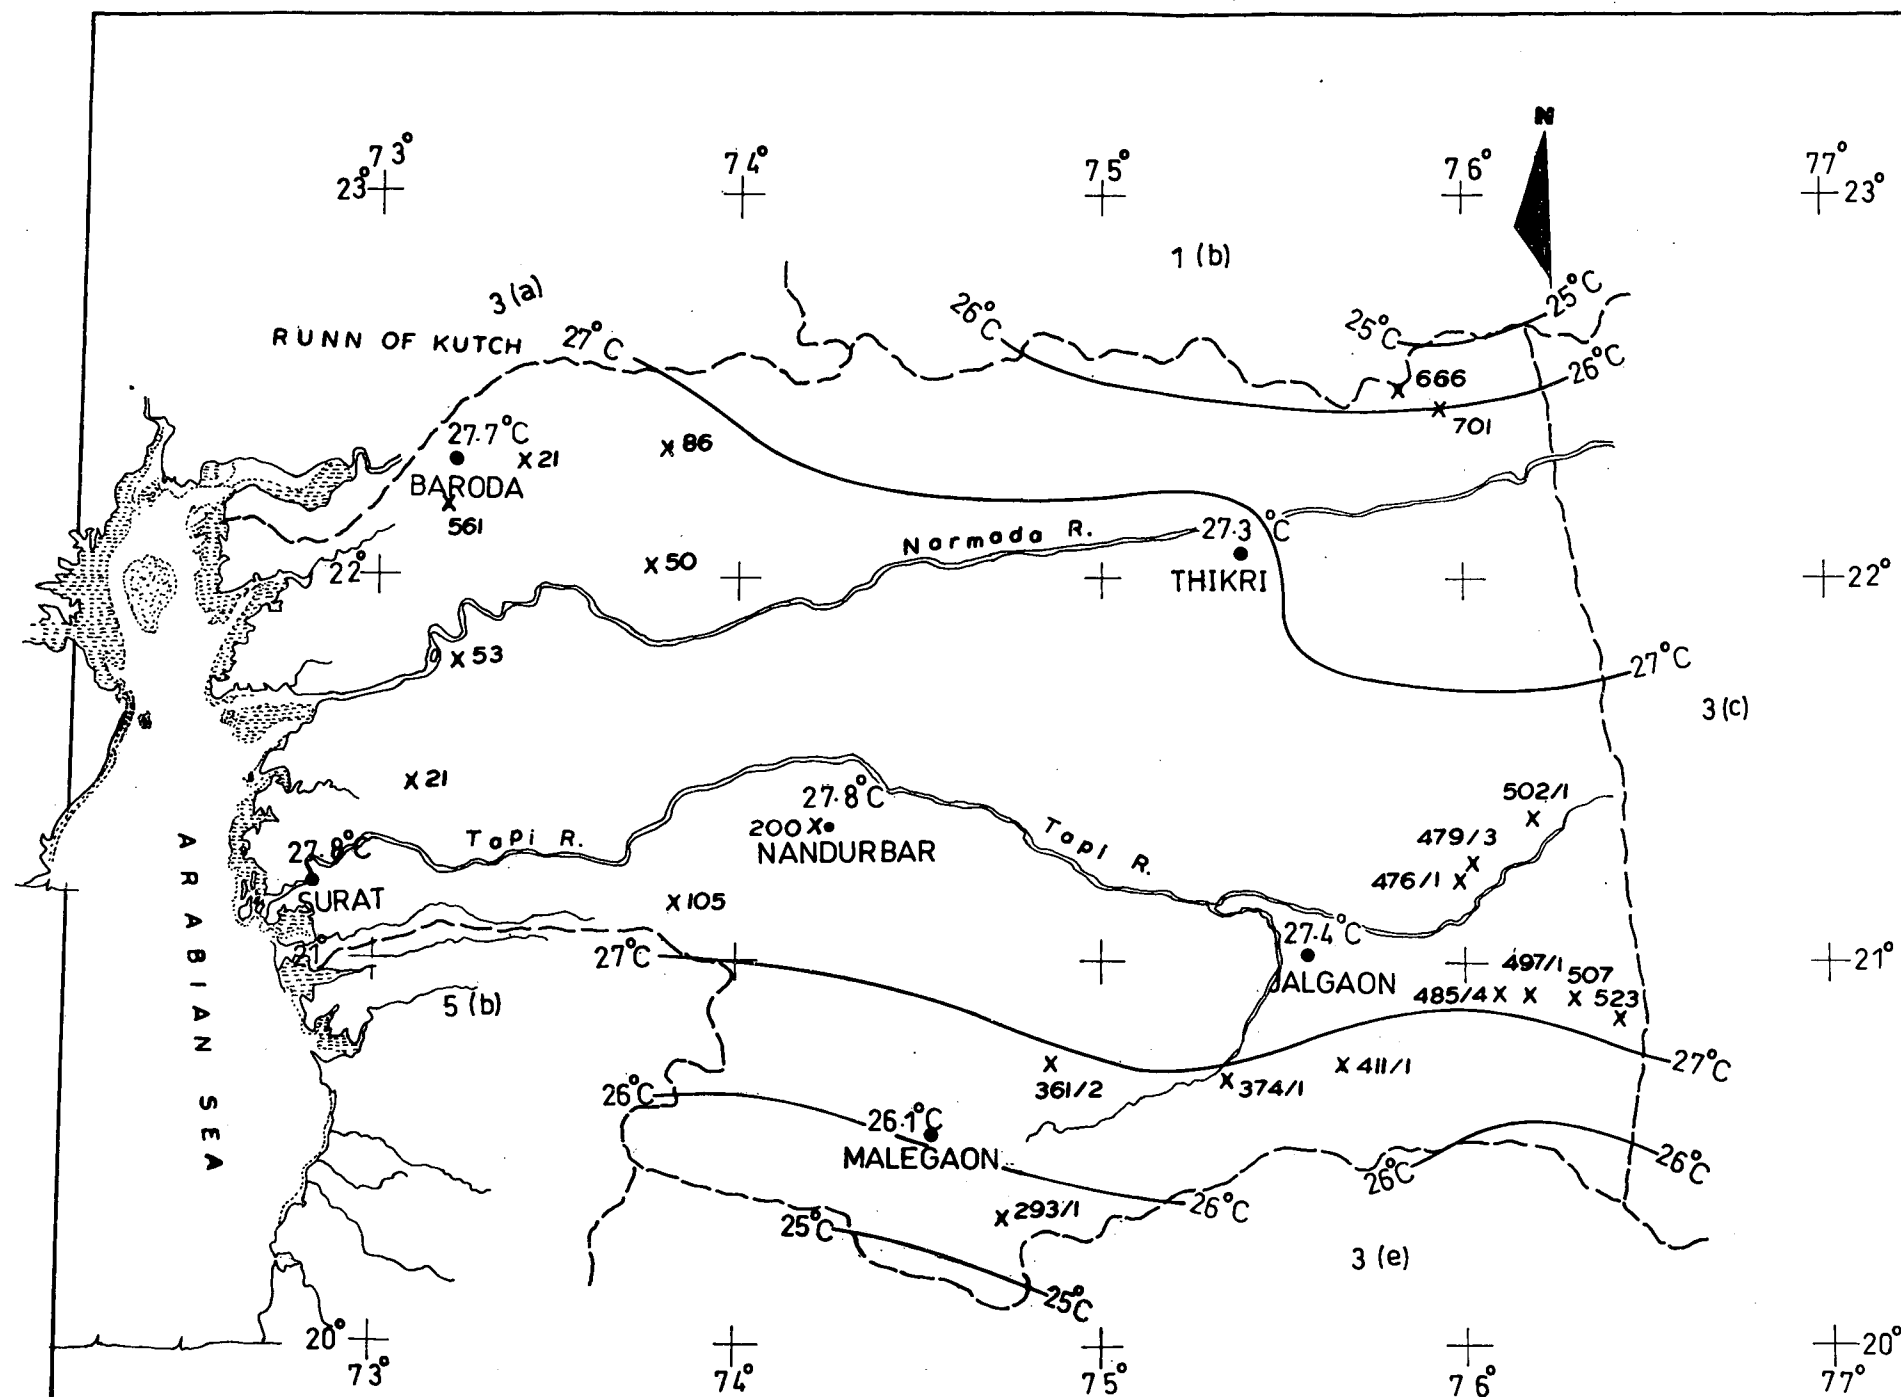 N
73° 74° 75° 76° 77°
23° 23°
1 (b)
3 (a)
25°C
26°C
25°C
RUNN OF KUTCH 27°C
26°C
666
701
27.7°C
21
86
BARODA
561
27.3°C
Narmada R.
50
22° 22°
THIKRI
53
27°C
3 (c)
21
27.8°C
502/1
200
NANDURBAR
Tapi R.
Tapi R.
479/3
27.8°C
476/1
SURAT
105
27.4°C
21° 27°C 21°
JALGAON
497/1 507
485/4 523
5 (b)
ARABIAN SEA
361/2
374/1
411/1
27°C
26°C
26.1°C
MALEGAON
26°C
26°C
26°C
293/1
25°C
3 (e)
25°C
20° 20°
73° 74° 75° 76° 77°